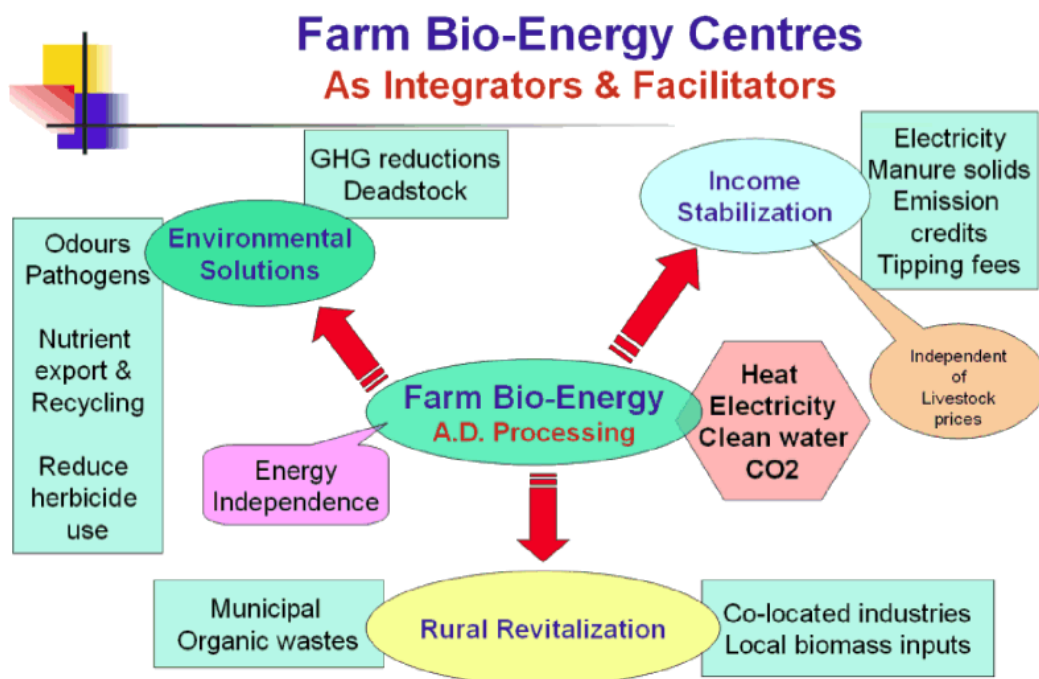 Farm Bio-Energy Centres
As Integrators & Facilitators
GHG reductions
Deadstock
Environmental
Solutions
Odours
Pathogens
Nutrient
export &
Recycling
Reduce
herbicide
use
Income
Stabilization
Electricity
Manure solids
Emission
credits
Tipping fees
Independent
of
Livestock
prices
Farm Bio-Energy
A.D. Processing
Heat
Electricity
Clean water
CO2
Energy
Independence
Municipal
Organic wastes
Rural Revitalization
Co-located industries
Local biomass inputs